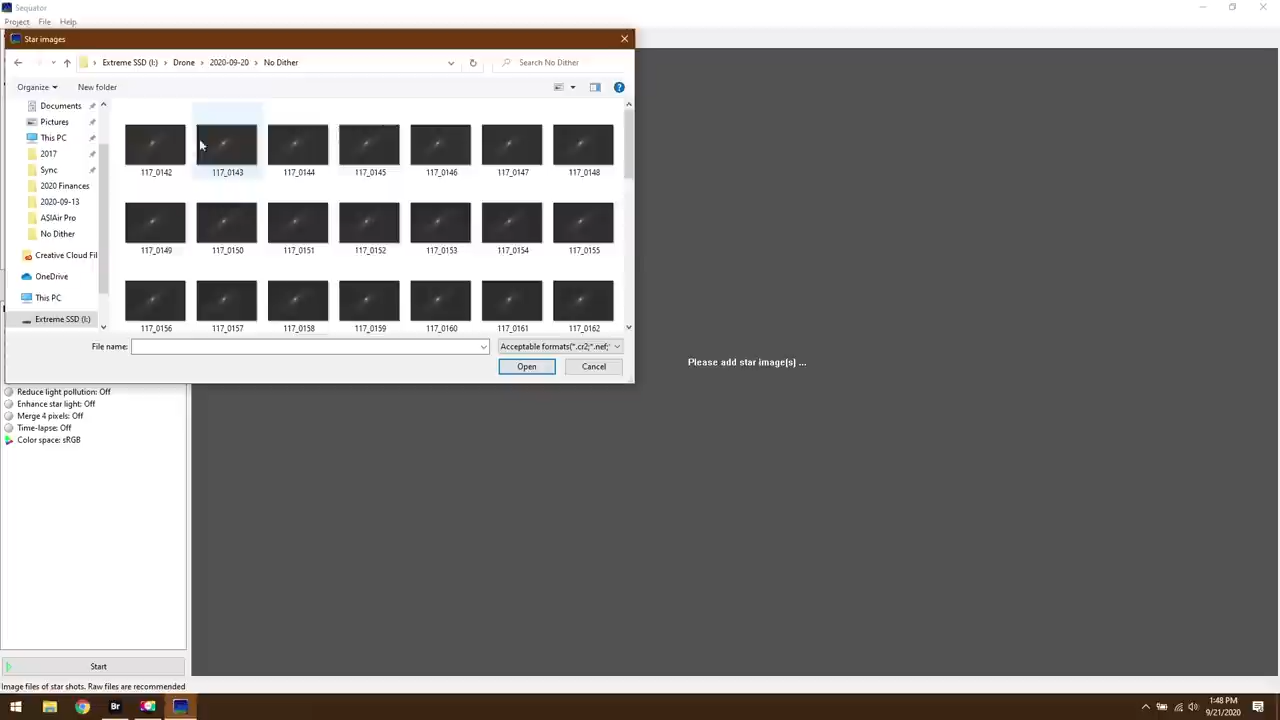 Sequator
Project File Help
Star images
Extreme SSD (I:) › Drone › 2020-09-20 › No Dither
Search No Dither
Organize
New folder
Documents
Pictures
This PC
2017
Sync
2020 Finances
2020-09-13
ASIAir Pro
No Dither
Creative Cloud Fil
OneDrive
This PC
Extreme SSD (I:)
117_0142 117_0143 117_0144 117_0145 117_0146 117_0147 117_0148
117_0149 117_0150 117_0151 117_0152 117_0153 117_0154 117_0155
117_0156 117_0157 117_0158 117_0159 117_0160 117_0161 117_0162
File name:
Acceptable formats(*.cr2;*.nef;*
Open
Cancel
Please add star image(s) ...
Reduce light pollution: Off
Enhance star light: Off
Merge 4 pixels: Off
Time-lapse: Off
Color space: sRGB
Start
Image files of star shots. Raw files are recommended
Br
1:48 PM
9/21/2020